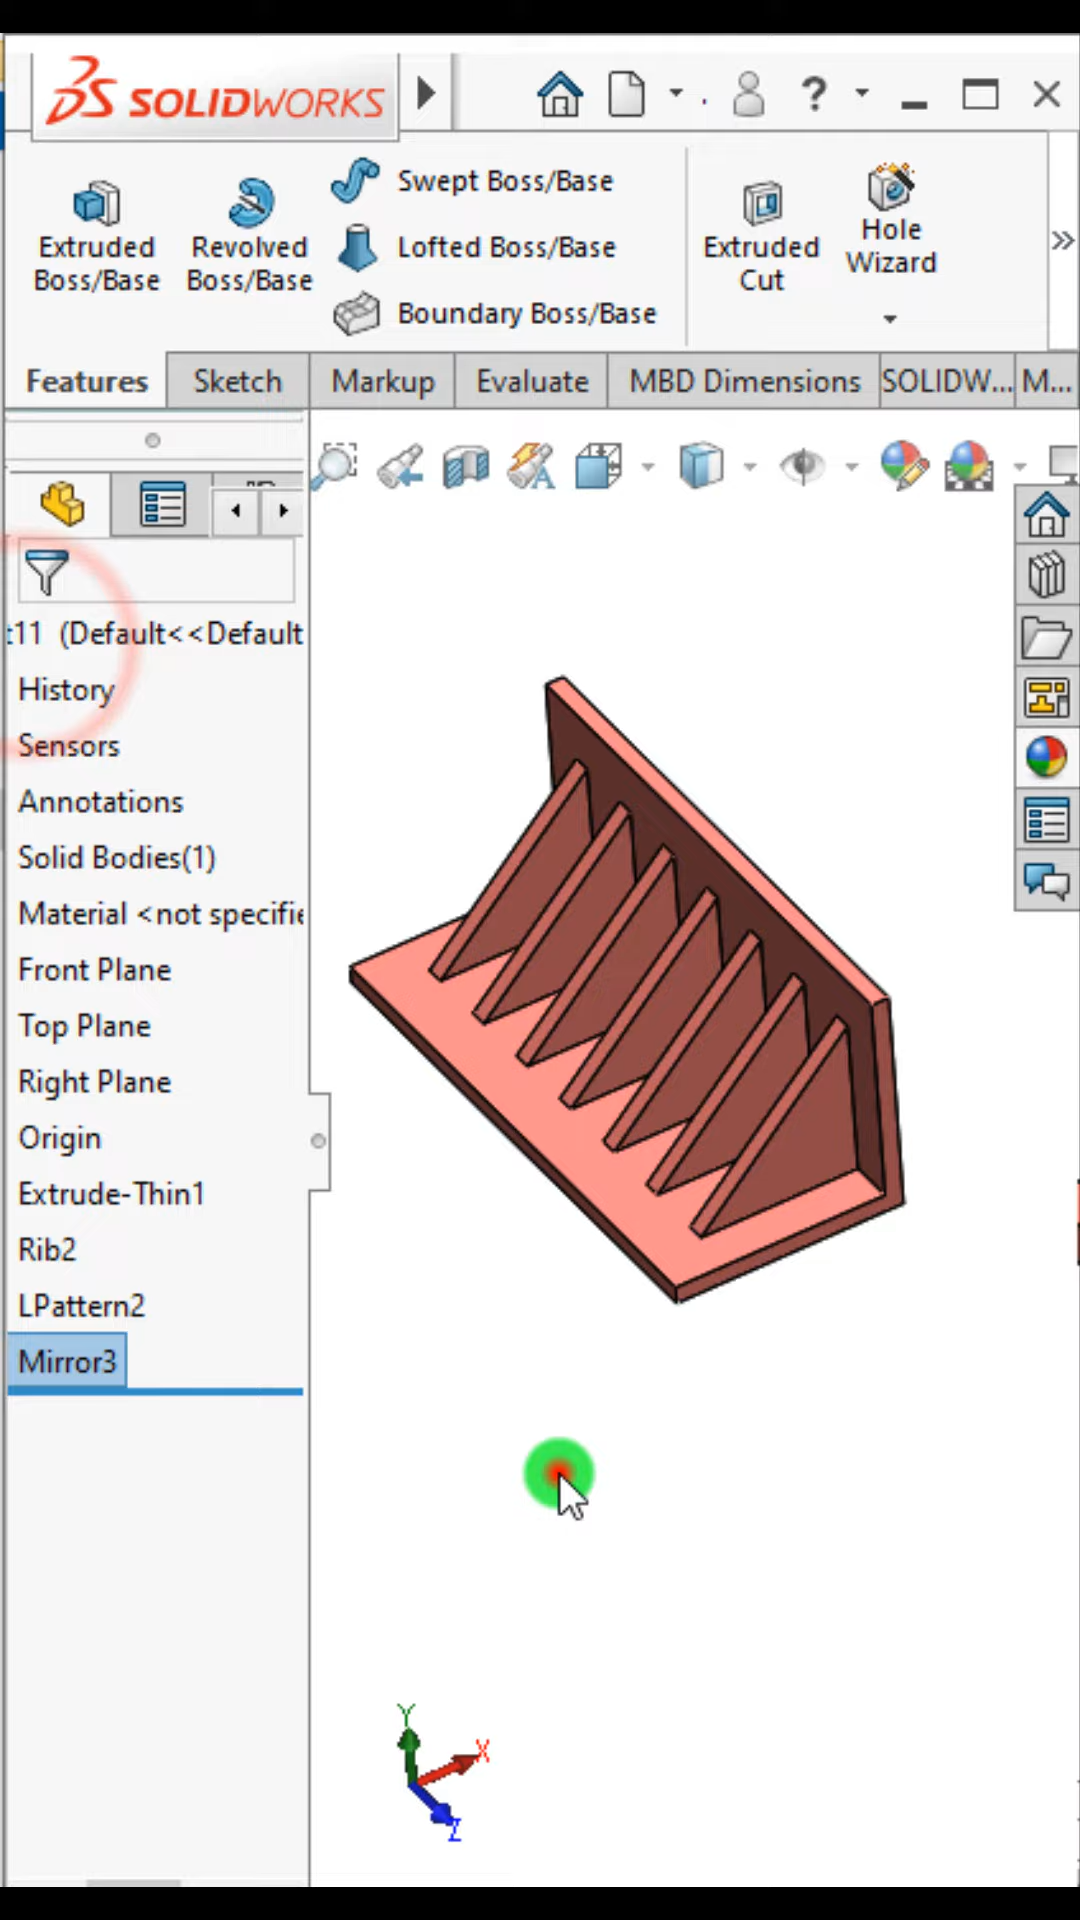 SOLIDWORKS
?
Extruded
Boss/Base
Revolved
Boss/Base
Swept Boss/Base
Lofted Boss/Base
Boundary Boss/Base
Extruded
Cut
Hole
Wizard
Features
Sketch
Markup
Evaluate
MBD Dimensions
SOLIDW...
M...
t11 (Default<<Default
History
Sensors
Annotations
Solid Bodies(1)
Material <not specifie
Front Plane
Top Plane
Right Plane
Origin
Extrude-Thin1
Rib2
LPattern2
Mirror3
Y
X
Z